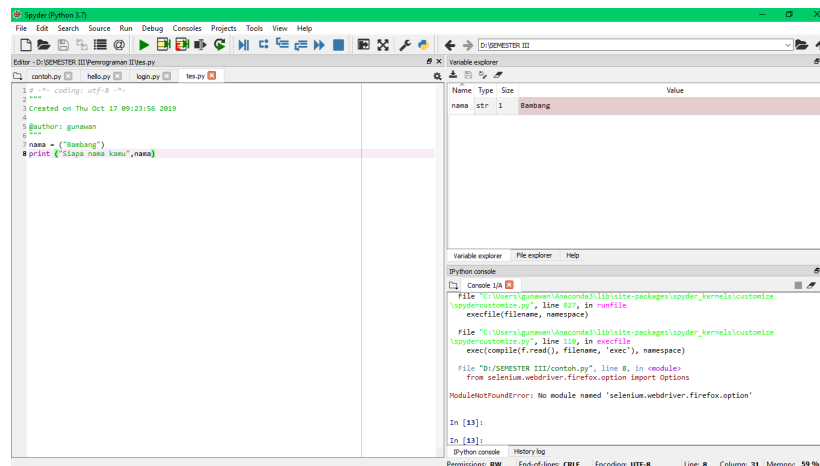 Spyder (Python 3.7)
File Edit Search Source Run Debug Consoles Projects Tools View Help
D:\SEMESTER III
Editor - D:\SEMESTER III\Pemrograman II\tes.py
contoh.py hello.py login.py tes.py
1 # -*- coding: utf-8 -*-
2 """
3 Created on Thu Oct 17 09:23:56 2019
4
5 @author: gunawan
6 """
7 nama = ("Bambang")
8 print ("Siapa nama kamu",nama)
Variable explorer
Name Type Size Value
nama str 1 Bambang
Variable explorer File explorer Help
IPython console
Console 1/A
File "C:\Users\gunawan\Anaconda3\lib\site-packages\spyder_kernels\customize
\spydercustomize.py", line 827, in runfile
execfile(filename, namespace)
File "C:\Users\gunawan\Anaconda3\lib\site-packages\spyder_kernels\customize
\spydercustomize.py", line 110, in execfile
exec(compile(f.read(), filename, 'exec'), namespace)
File "D:/SEMESTER III/contoh.py", line 8, in <module>
from selenium.webdriver.firefox.option import Options
ModuleNotFoundError: No module named 'selenium.webdriver.firefox.option'
In [13]:
In [13]:
IPython console History log
Permissions: RW End-of-lines: CRLF Encoding: UTF-8 Line: 8 Column: 31 Memory: 59 %